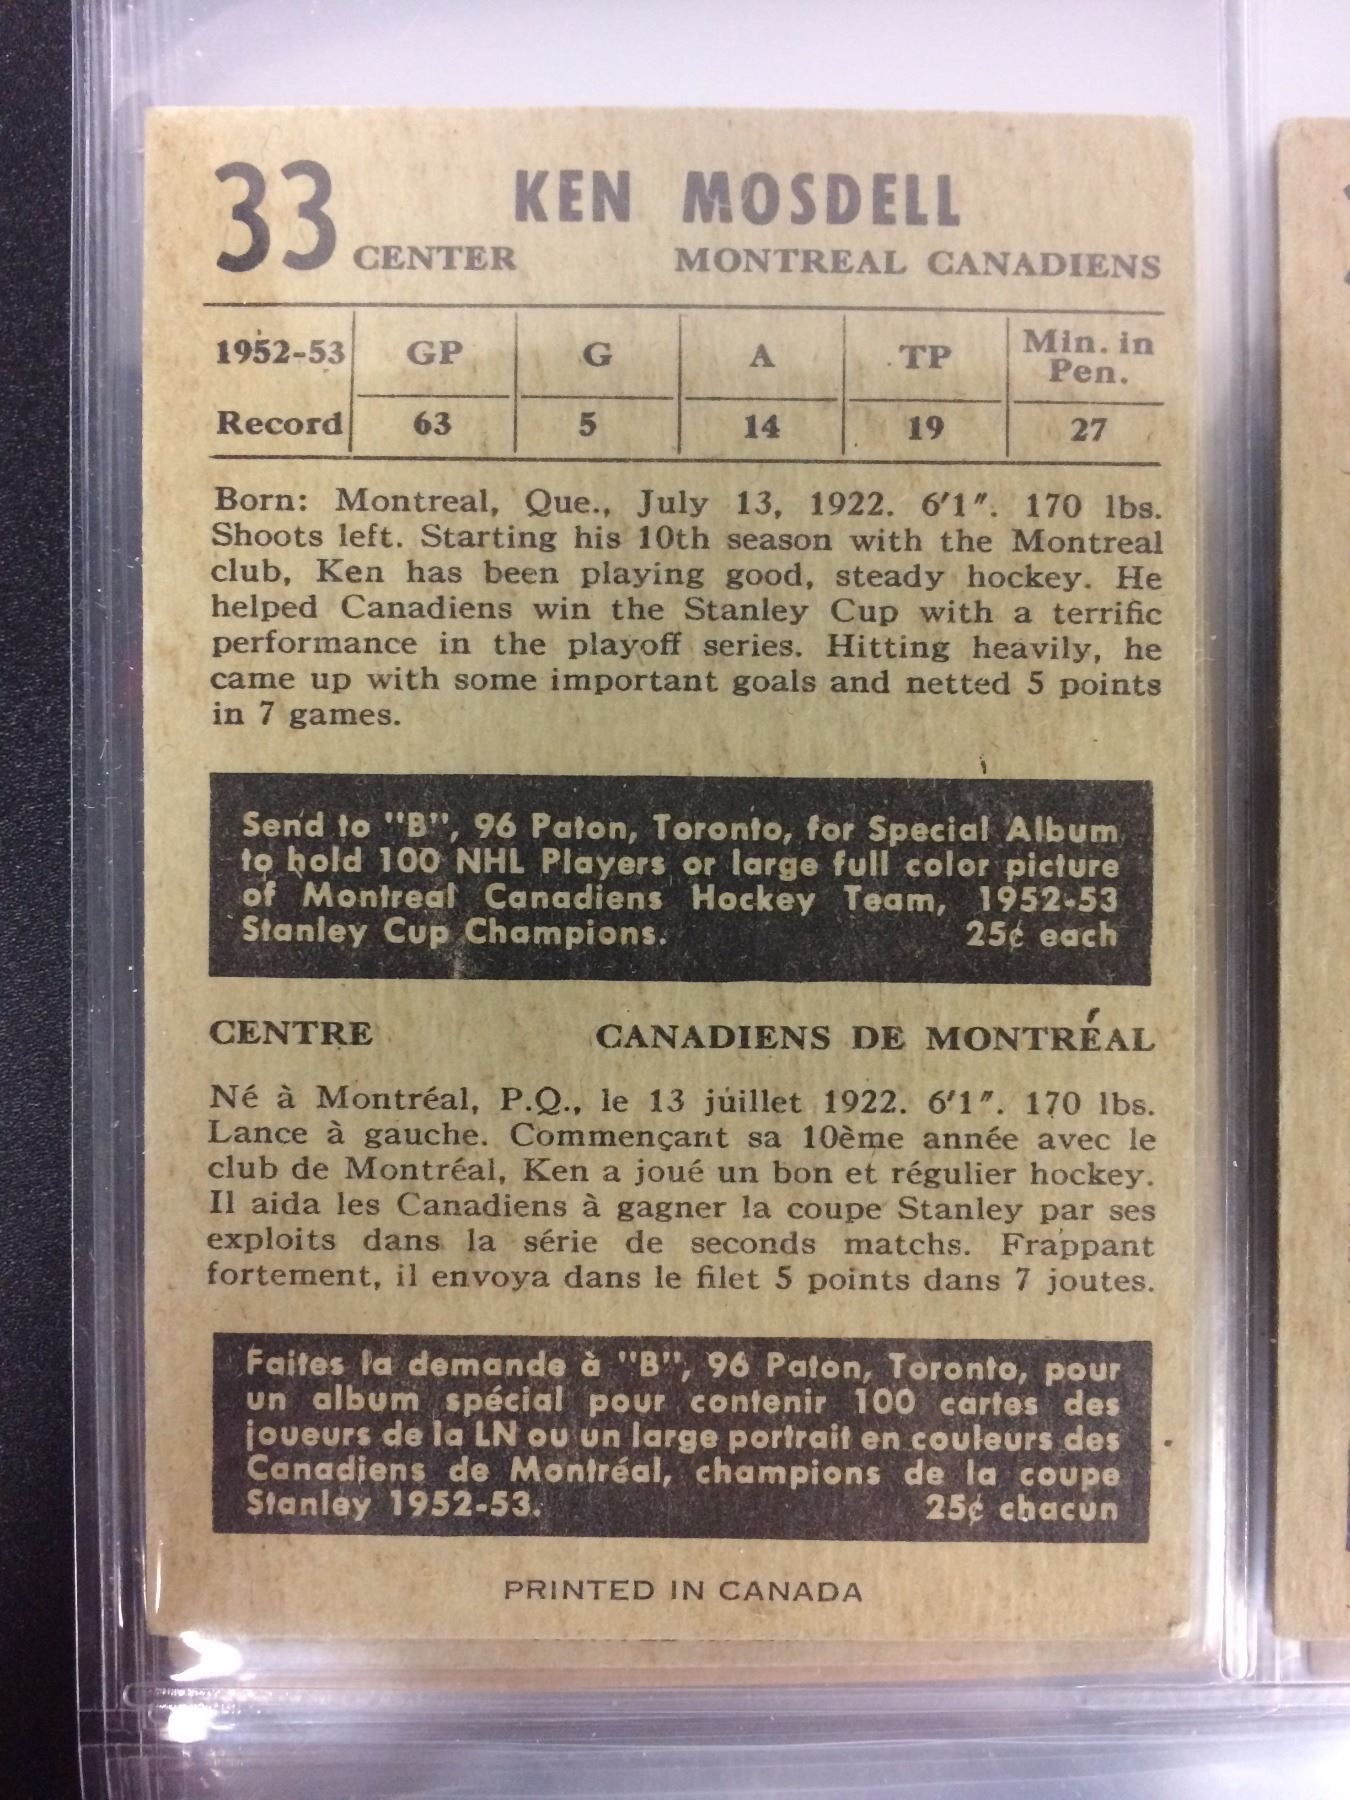 33 KEN MOSDELL
CENTER MONTREAL CANADIENS
1952-53 GP G A TP Min. in Pen.
Record 63 5 14 19 27
Born: Montreal, Que., July 13, 1922. 6'1". 170 lbs.
Shoots left. Starting his 10th season with the Montreal
club, Ken has been playing good, steady hockey. He
helped Canadiens win the Stanley Cup with a terrific
performance in the playoff series. Hitting heavily, he
came up with some important goals and netted 5 points
in 7 games.
Send to "B", 96 Paton, Toronto, for Special Album
to hold 100 NHL Players or large full color picture
of Montreal Canadiens Hockey Team, 1952-53
Stanley Cup Champions. 25¢ each
CENTRE CANADIENS DE MONTRÉAL
Né à Montréal, P.Q., le 13 juillet 1922. 6'1". 170 lbs.
Lance à gauche. Commençant sa 10ème année avec le
club de Montréal, Ken a joué un bon et régulier hockey.
Il aida les Canadiens à gagner la coupe Stanley par ses
exploits dans la série de seconds matchs. Frappant
fortement, il envoya dans le filet 5 points dans 7 joutes.
Faites la demande à "B", 96 Paton, Toronto, pour
un album spécial pour contenir 100 cartes des
joueurs de la LN ou un large portrait en couleurs des
Canadiens de Montréal, champions de la coupe
Stanley 1952-53. 25¢ chacun
PRINTED IN CANADA